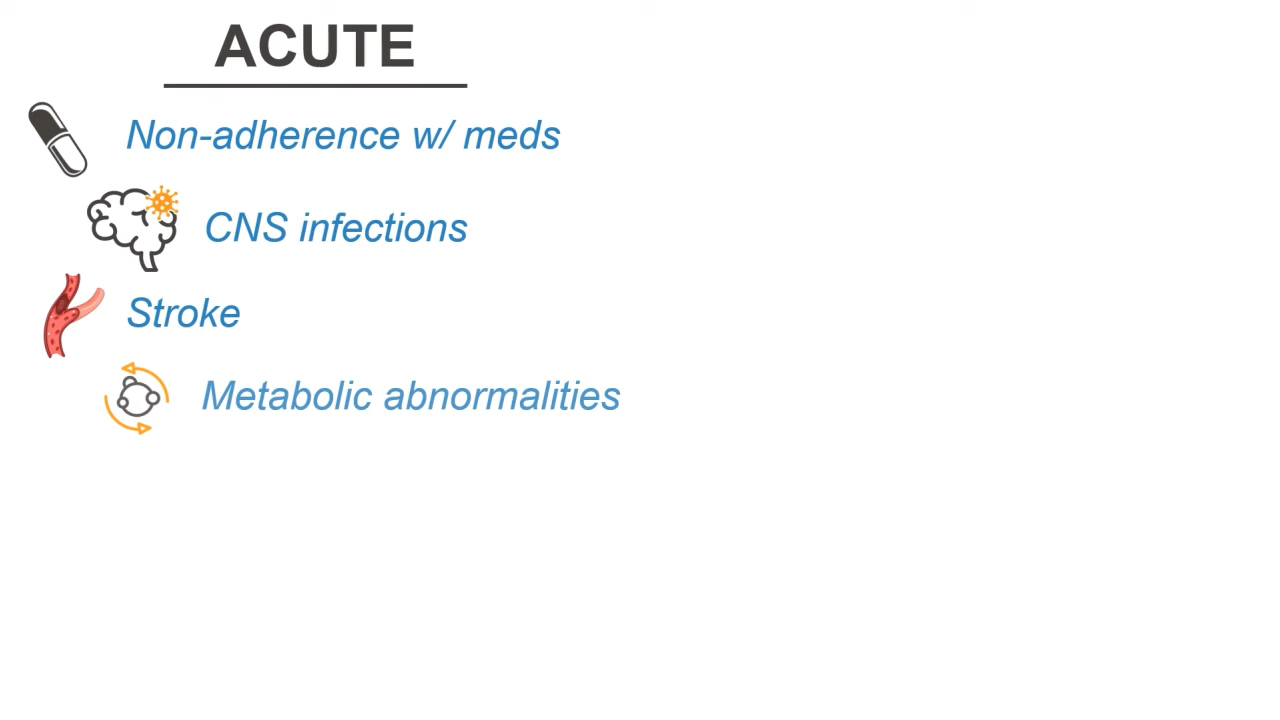 ACUTE
Non-adherence w/ meds
CNS infections
Stroke
Metabolic abnormalities